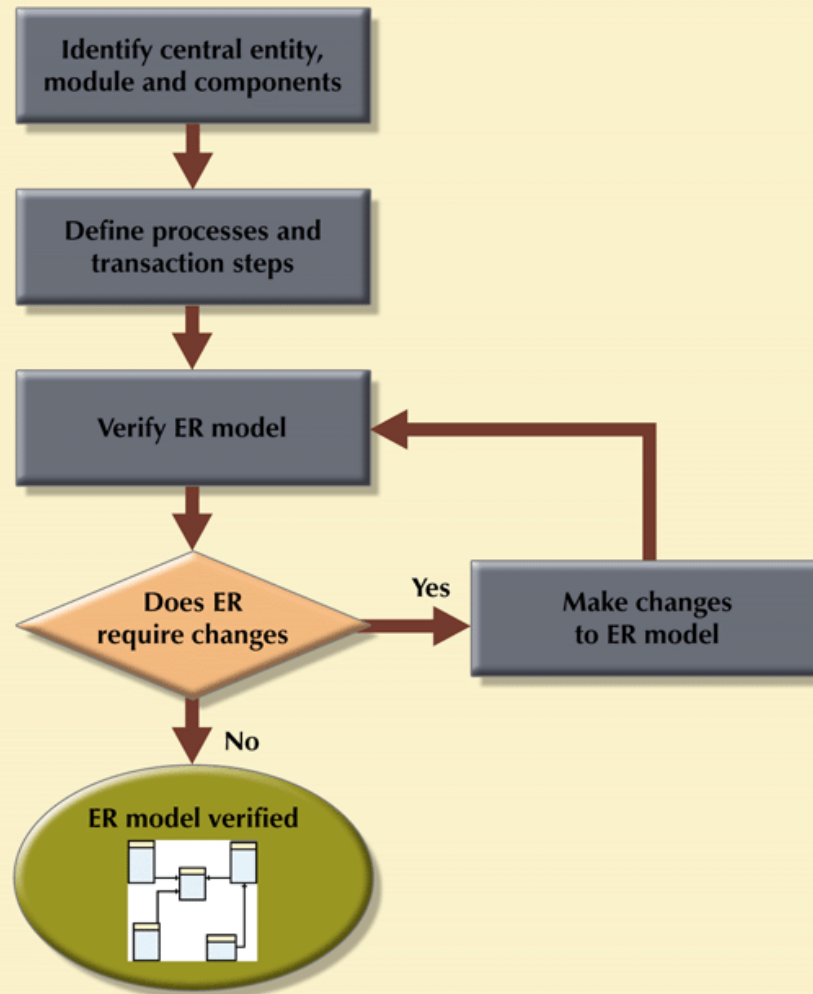 Identify central entity,
module and components
Define processes and
transaction steps
Verify ER model
Does ER
require changes
Yes
Make changes
to ER model
No
ER model verified